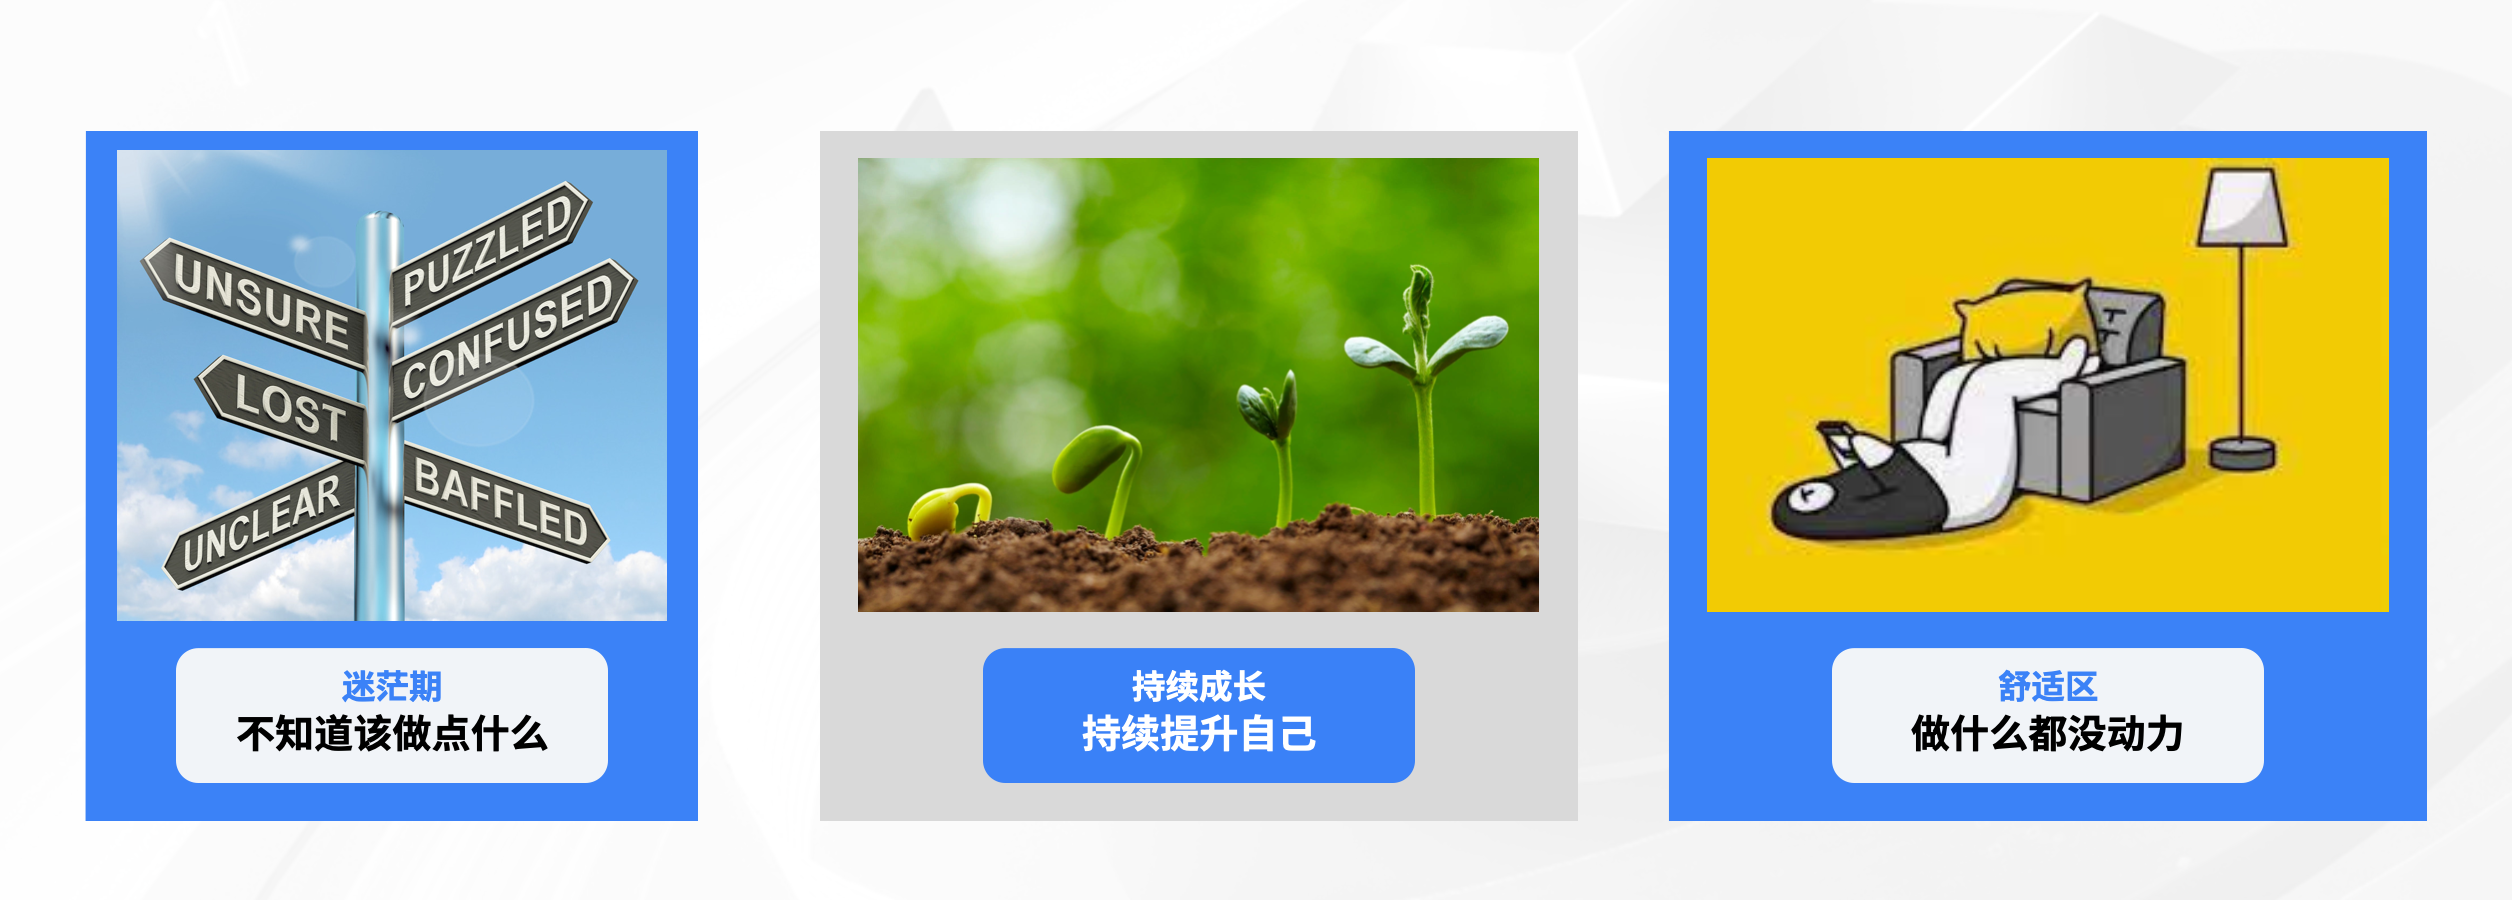 PUZZLED
UNSURE
CONFUSED
LOST
BAFFLED
UNCLEAR
迷茫期
不知道该做点什么
持续成长
持续提升自己
舒适区
做什么都没动力